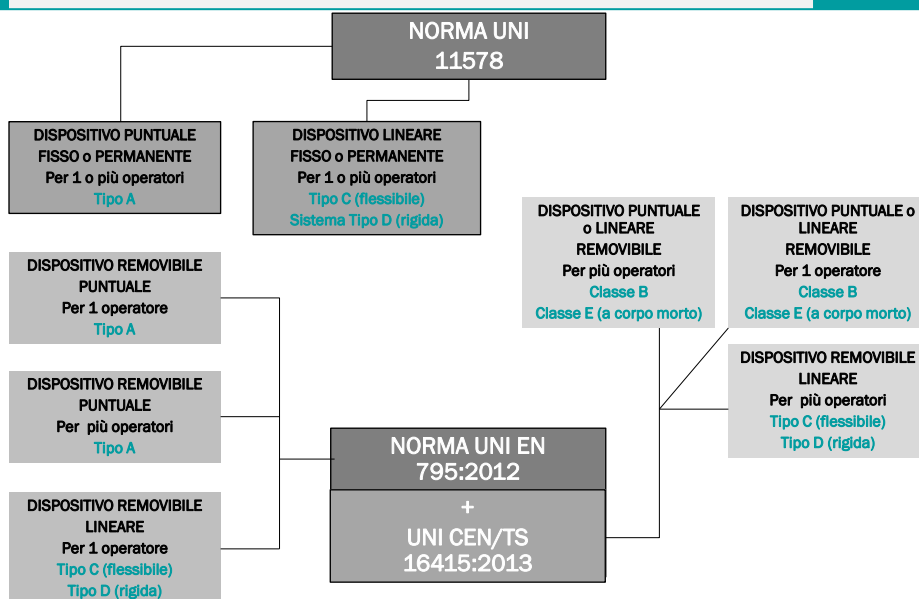 NORMA UNI
11578
DISPOSITIVO PUNTUALE
FISSO o PERMANENTE
Per 1 o più operatori
Tipo A
DISPOSITIVO LINEARE
FISSO o PERMANENTE
Per 1 o più operatori
Tipo C (flessibile)
Sistema Tipo D (rigida)
DISPOSITIVO PUNTUALE
o LINEARE
REMOVIBILE
Per più operatori
Classe B
Classe E (a corpo morto)
DISPOSITIVO PUNTUALE o
LINEARE
REMOVIBILE
Per 1 operatore
Classe B
Classe E (a corpo morto)
DISPOSITIVO REMOVIBILE
PUNTUALE
Per 1 operatore
Tipo A
DISPOSITIVO REMOVIBILE
LINEARE
Per più operatori
Tipo C (flessibile)
Tipo D (rigida)
DISPOSITIVO REMOVIBILE
PUNTUALE
Per più operatori
Tipo A
NORMA UNI EN
795:2012
+
UNI CEN/TS
16415:2013
DISPOSITIVO REMOVIBILE
LINEARE
Per 1 operatore
Tipo C (flessibile)
Tipo D (rigida)